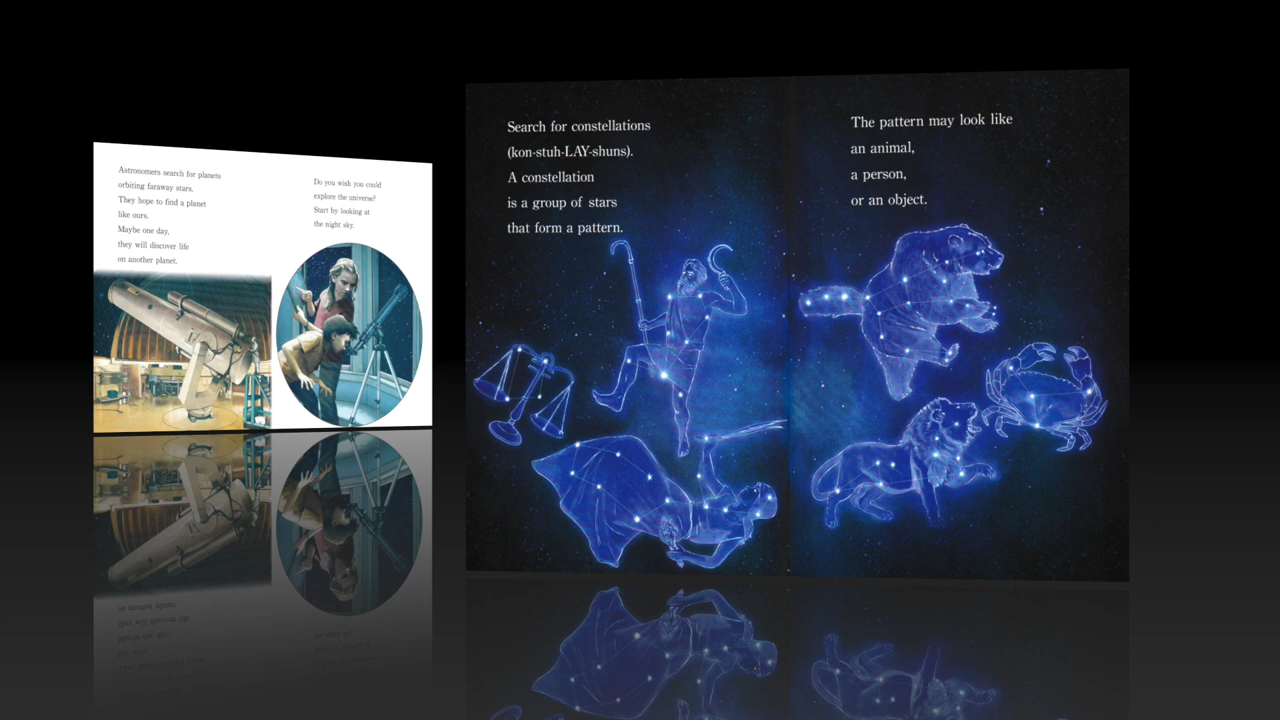 Astronomers search for planets
orbiting faraway stars.
They hope to find a planet
like ours.
Maybe one day,
they will discover life
on another planet.
Do you wish you could
explore the universe?
Start by looking at
the night sky.
Search for constellations
(kon-stuh-LAY-shuns).
A constellation
is a group of stars
that form a pattern.
The pattern may look like
an animal,
a person,
or an object.